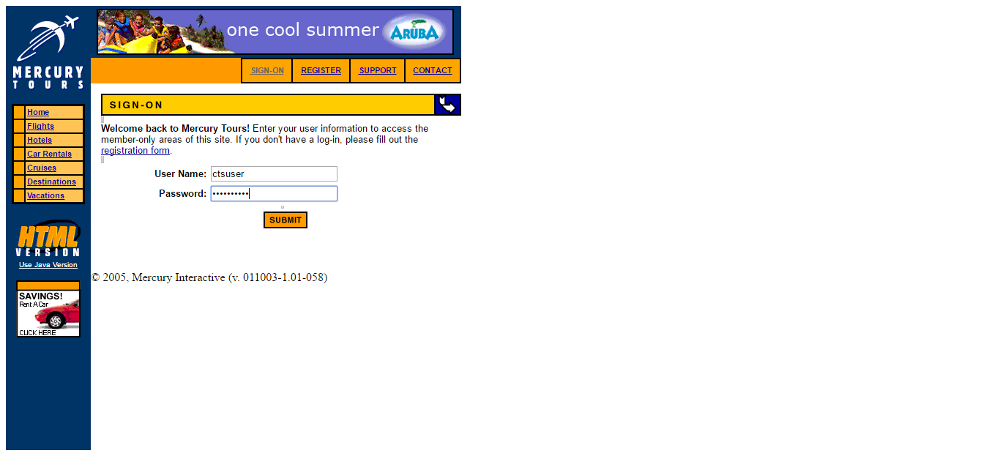 MERCURY
TOURS
one cool summer
ARUBA
SIGN-ON
REGISTER
SUPPORT
CONTACT
Home
Flights
Hotels
Car Rentals
Cruises
Destinations
Vacations
HTML
VERSION
Use Java Version
SAVINGS!
Rent A Car
CLICK HERE
SIGN-ON
Welcome back to Mercury Tours! Enter your user information to access the
member-only areas of this site. If you don't have a log-in, please fill out the
registration form.
User Name: ctsuser
Password: ••••••••••
SUBMIT
© 2005, Mercury Interactive (v. 011003-1.01-058)